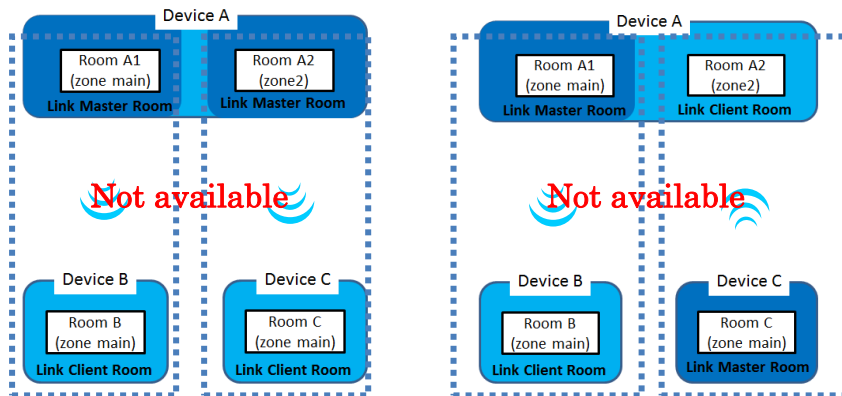 Device A
Room A1
(zone main)
Link Master Room
Room A2
(zone2)
Link Master Room
Not available
Device B
Room B
(zone main)
Link Client Room
Device C
Room C
(zone main)
Link Client Room
Device A
Room A1
(zone main)
Link Master Room
Room A2
(zone2)
Link Client Room
Not available
Device B
Room B
(zone main)
Link Client Room
Device C
Room C
(zone main)
Link Master Room